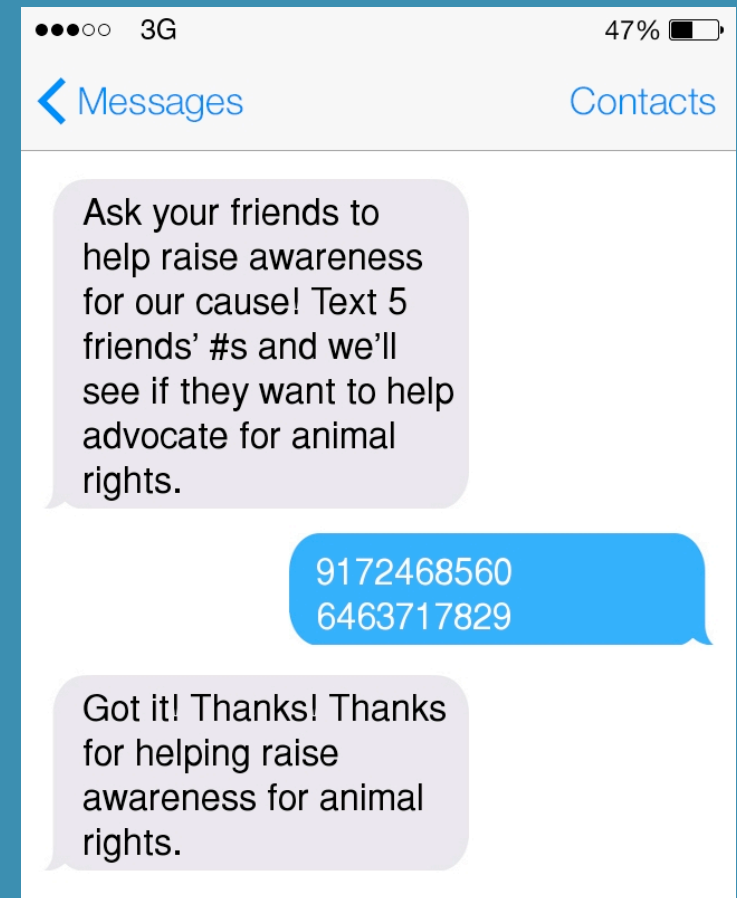 3G
47%
Messages
Contacts
Ask your friends to
help raise awareness
for our cause! Text 5
friends’ #s and we’ll
see if they want to help
advocate for animal
rights.
9172468560
6463717829
Got it! Thanks! Thanks
for helping raise
awareness for animal
rights.